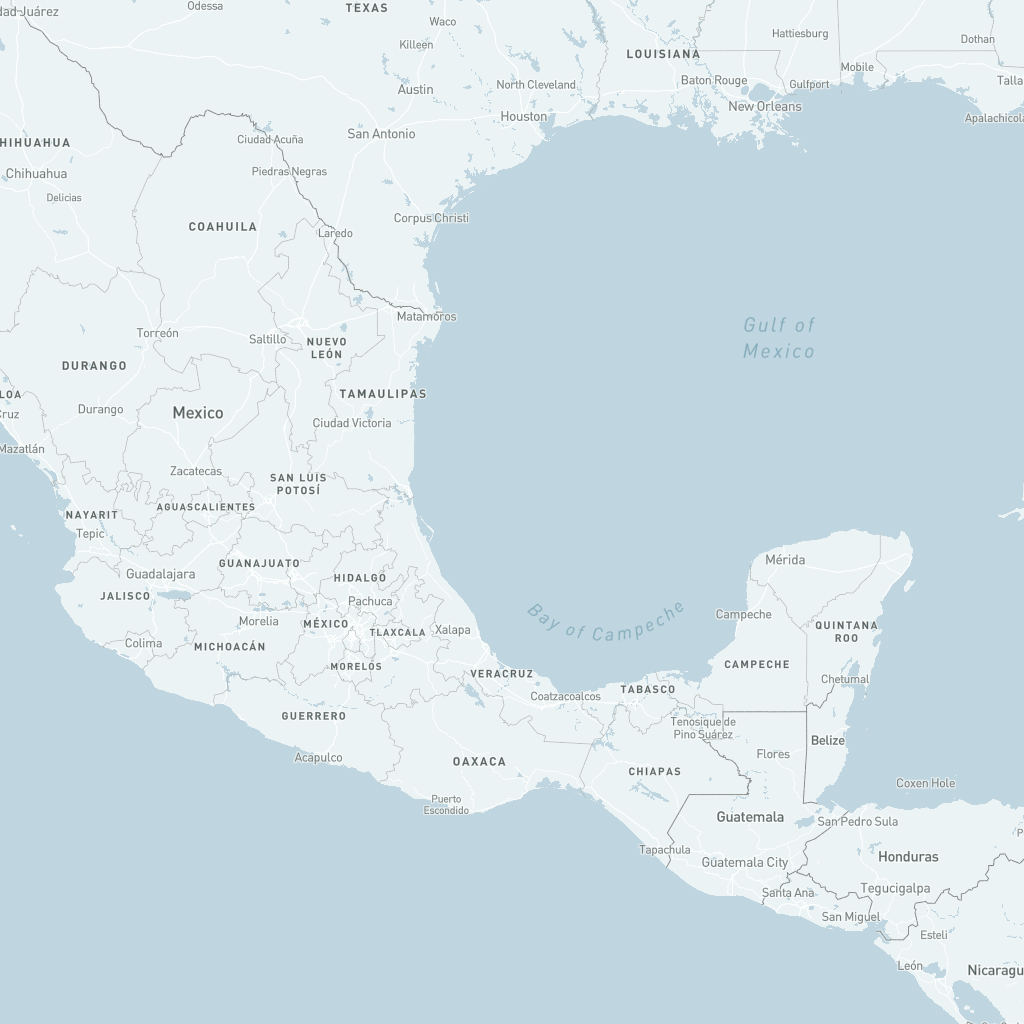 Odessa
TEXAS
dad Juárez
Waco
Killeen
LOUISIANA
Hattiesburg
Dothan
Austin
North Cleveland
Baton Rouge
Mobile
Gulfport
Talla
Houston
New Orleans
Apalachicola
HIHUAHUA
Ciudad Acuña
San Antonio
Chihuahua
Piedras Negras
Delicias
COAHUILA
Corpus Christi
Laredo
Matamoros
Gulf of
Mexico
Torreón
Saltillo
NUEVO
LEÓN
DURANGO
LOA
TAMAULIPAS
Cruz
Durango
Mexico
Ciudad Victoria
Mazatlán
Zacatecas
SAN LUIS
POTOSÍ
NAYARIT
AGUASCALIENTES
Tepic
GUANAJUATO
Mérida
Guadalajara
HIDALGO
JALISCO
Pachuca
Bay of Campeche
Campeche
Morelia
MÉXICO
TLAXCALA
Xalapa
QUINTANA
ROO
Colima
MICHOACÁN
MORELOS
VERACRUZ
CAMPECHE
Chetumal
Coatzacoalcos
TABASCO
GUERRERO
Tenosique de
Pino Suárez
Belize
Acapulco
OAXACA
CHIAPAS
Flores
Coxen Hole
Puerto
Escondido
Guatemala
San Pedro Sula
Tapachula
Guatemala City
Honduras
Santa Ana
Tegucigalpa
San Miguel
Esteli
León
Nicaragu